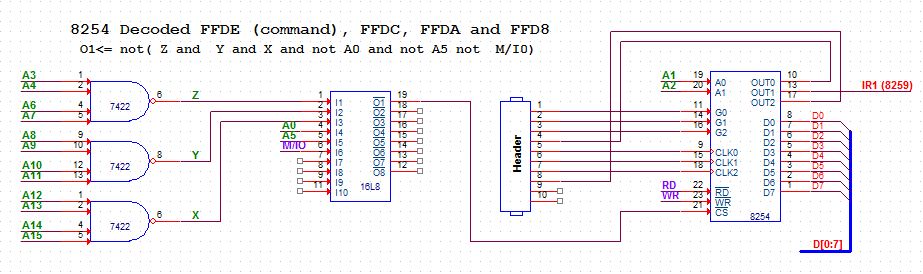 8254 Decoded FFDE (command), FFDC, FFDA and FFD8
O1<= not( Z and Y and X and not A0 and not A5 not M/I0)
A3 1
A4 2
6 Z
7422
A6 4
A7 5
A8 9
A9 10
8 Y
7422
A10 12
A11 13
A12 1
A13 2
6 X
7422
A14 4
A15 5
1 I1 O1 19
2 I2 O2 18
3 I3 O3 17
A0 4 I4 O4 16
A5 5 I5 O5 15
M/IO 6 I6 O6 14
7 I7 O7 13
8 I8 O8 12
9 I9
11 I10
16L8
Header
1
2
3
4
5
6
7
8
9
10
A1 19 A0 OUT0 10
A2 20 A1 OUT1 13 IR1 (8259)
OUT2 17
11 G0 D0 8 D0
14 G1 D1 7 D1
16 G2 D2 6 D2
D3 5 D3
9 CLK0 D4 4 D4
15 CLK1 D5 3 D5
18 CLK2 D6 2 D6
D7 1 D7
RD 22 RD
WR 23 WR
21 CS
8254
D[0:7]